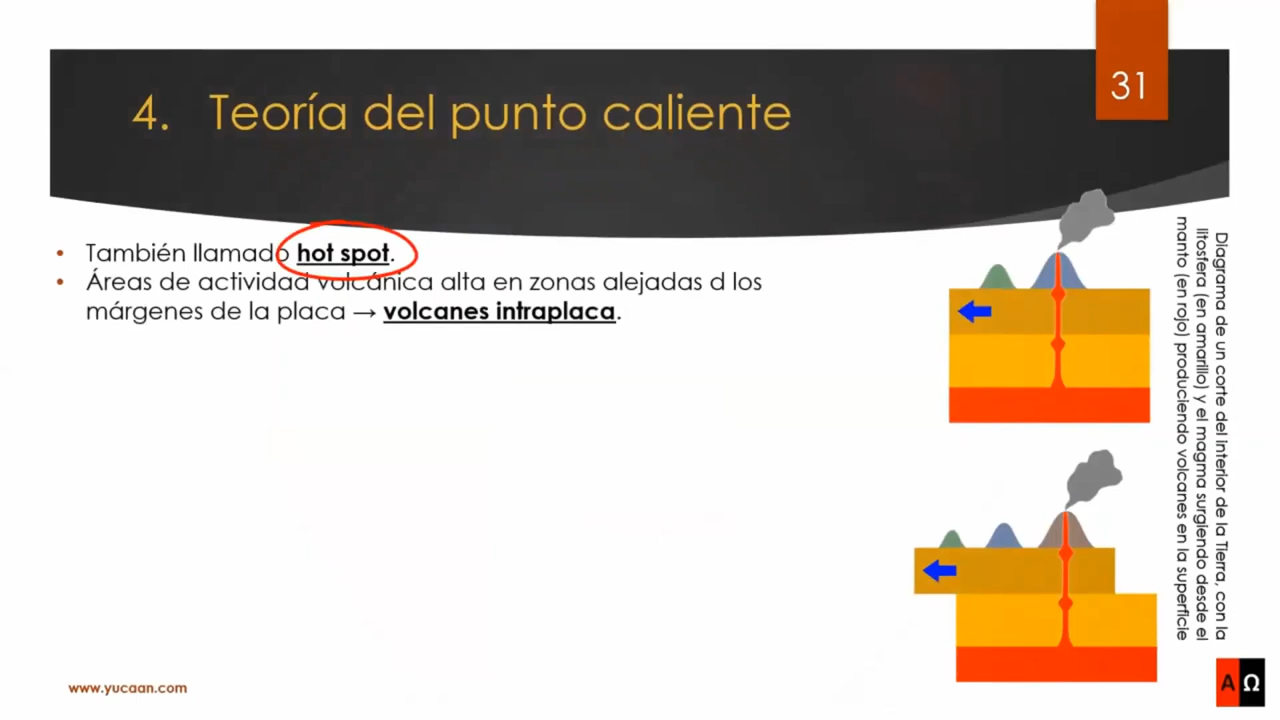 31
4. Teoría del punto caliente
• También llamado hot spot.
• Áreas de actividad volcánica alta en zonas alejadas d los
márgenes de la placa → volcanes intraplaca.
Diagrama de un corte del interior de la Tierra, con la
litosfera (en amarillo) y el magma surgiendo desde el
manto (en rojo) produciendo volcanes en la superficie
www.yucaan.com
AΩ